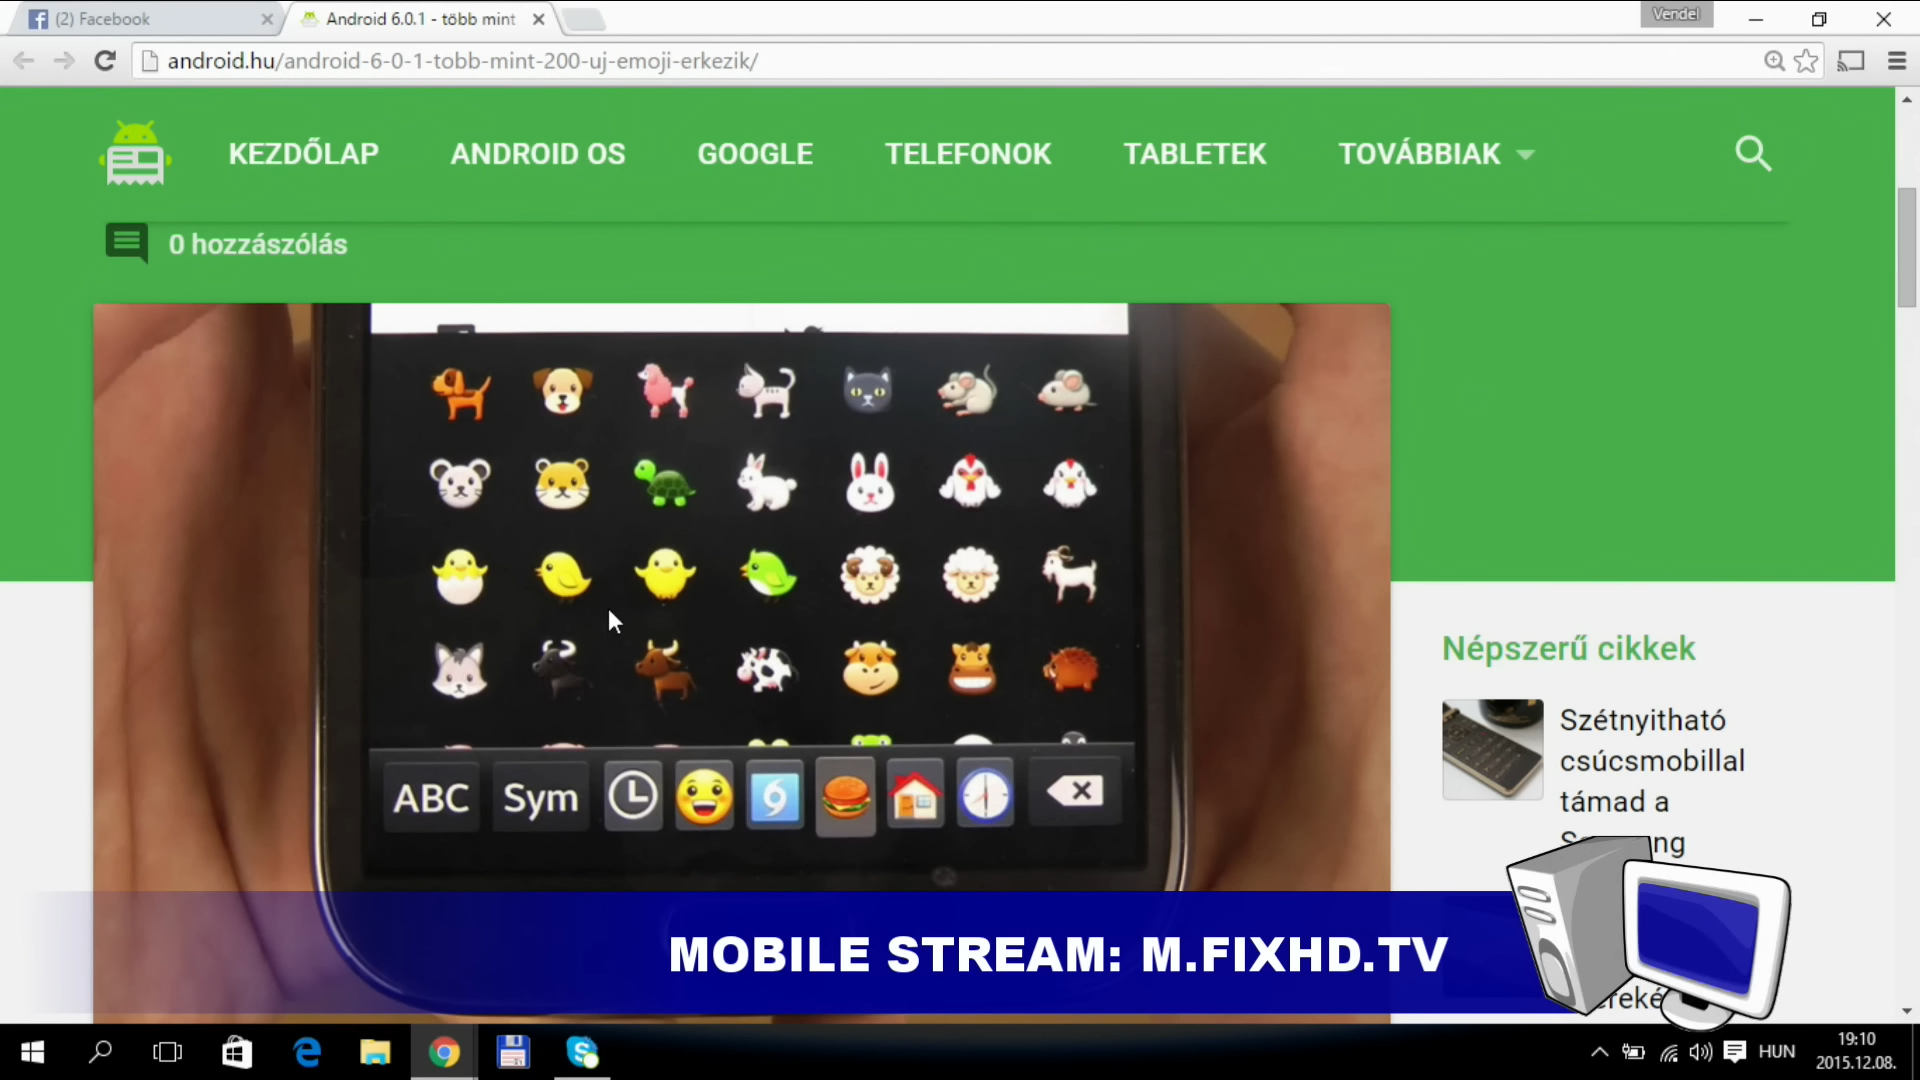 (2) Facebook
Android 6.0.1 - több mint
Vendel
android.hu/android-6-0-1-tobb-mint-200-uj-emoji-erkezik/
KEZDŐLAP
ANDROID OS
GOOGLE
TELEFONOK
TABLETEK
TOVÁBBIAK
0 hozzászólás
ABC
Sym
Népszerű cikkek
Szétnyitható
csúcsmobillal
támad a
MOBILE STREAM: M.FIXHD.TV
HUN
19:10
2015.12.08.